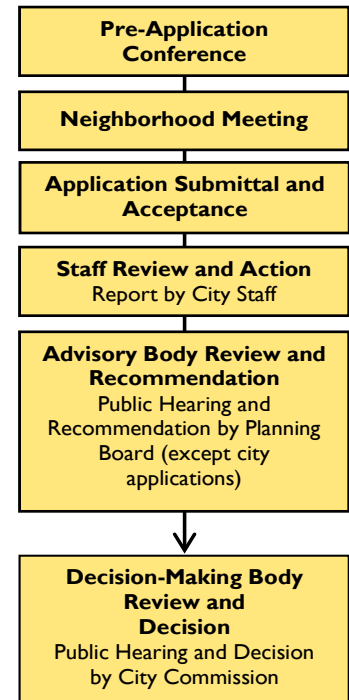 Pre-Application
Conference
Neighborhood Meeting
Application Submittal and
Acceptance
Staff Review and Action
Report by City Staff
Advisory Body Review and
Recommendation
Public Hearing and
Recommendation by Planning
Board (except city
applications)
Decision-Making Body
Review and
Decision
Public Hearing and Decision
by City Commission